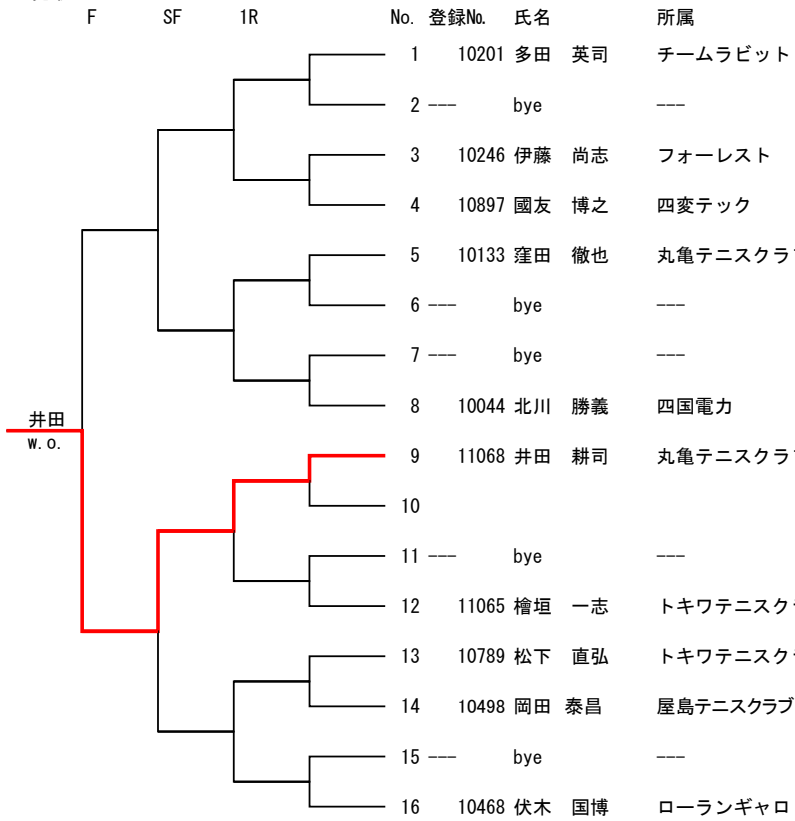 F SF 1R No. 登録No. 氏名 所属
1 10201 多田 英司 チームラビット
2 --- bye ---
3 10246 伊藤 尚志 フォーレスト
4 10897 國友 博之 四変テック
5 10133 窪田 徹也 丸亀テニスクラ
6 --- bye ---
7 --- bye ---
8 10044 北川 勝義 四国電力
井田
w.o.
9 11068 井田 耕司 丸亀テニスクラ
10
11 --- bye ---
12 11065 檜垣 一志 トキワテニスク
13 10789 松下 直弘 トキワテニスク
14 10498 岡田 泰昌 屋島テニスクラブ
15 --- bye ---
16 10468 伏木 国博 ローランギャロ